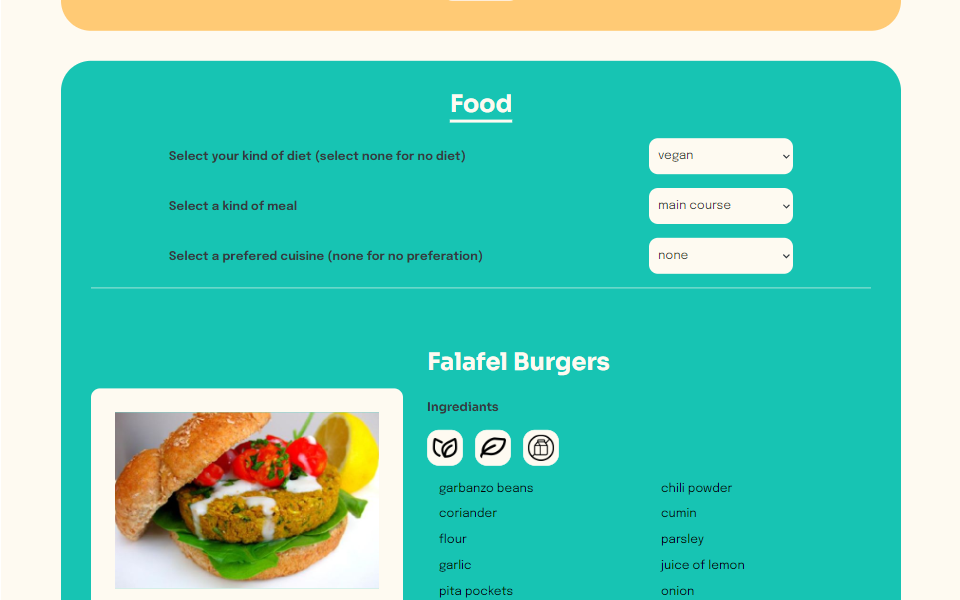 Food
Select your kind of diet (select none for no diet)
vegan
Select a kind of meal
main course
Select a prefered cuisine (none for no preferation)
none
Falafel Burgers
Ingrediants
garbanzo beans
chili powder
coriander
cumin
flour
parsley
garlic
juice of lemon
pita pockets
onion